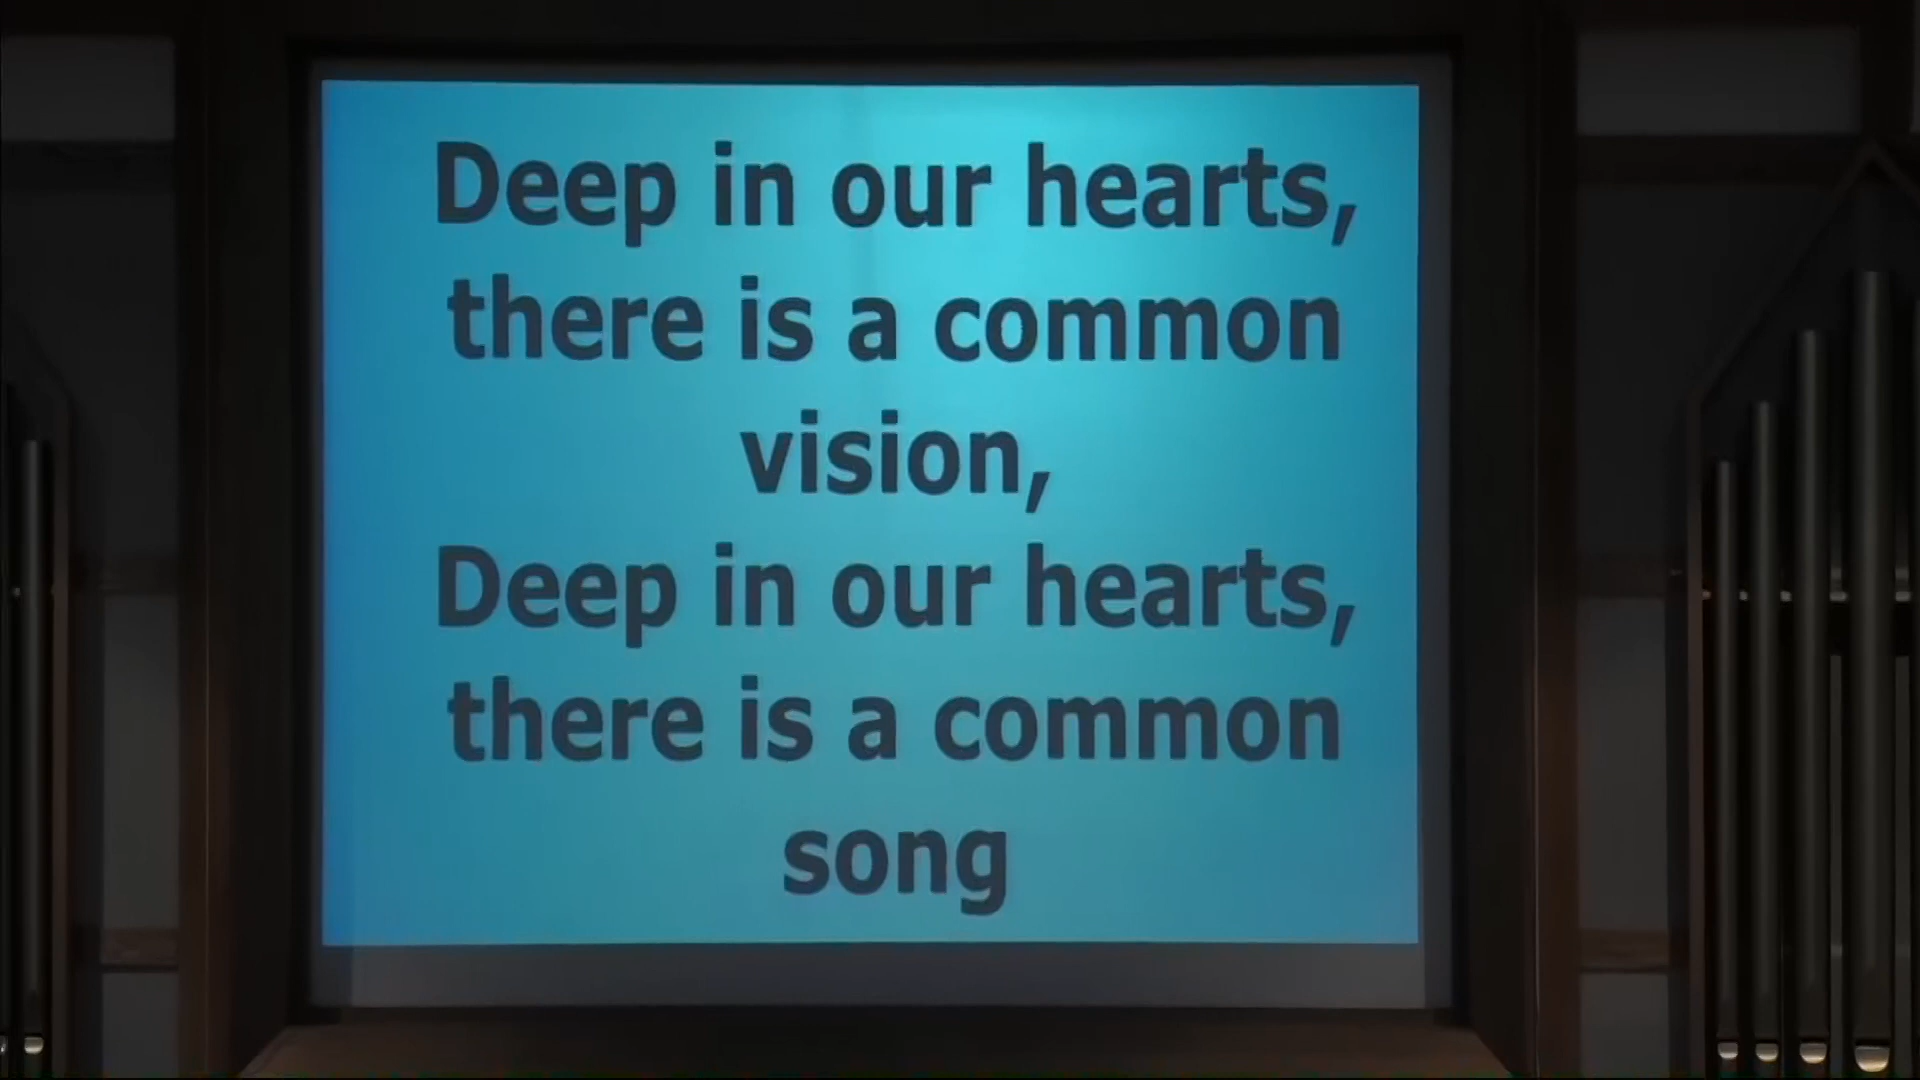 Deep in our hearts,
there is a common
vision,
Deep in our hearts,
there is a common
song